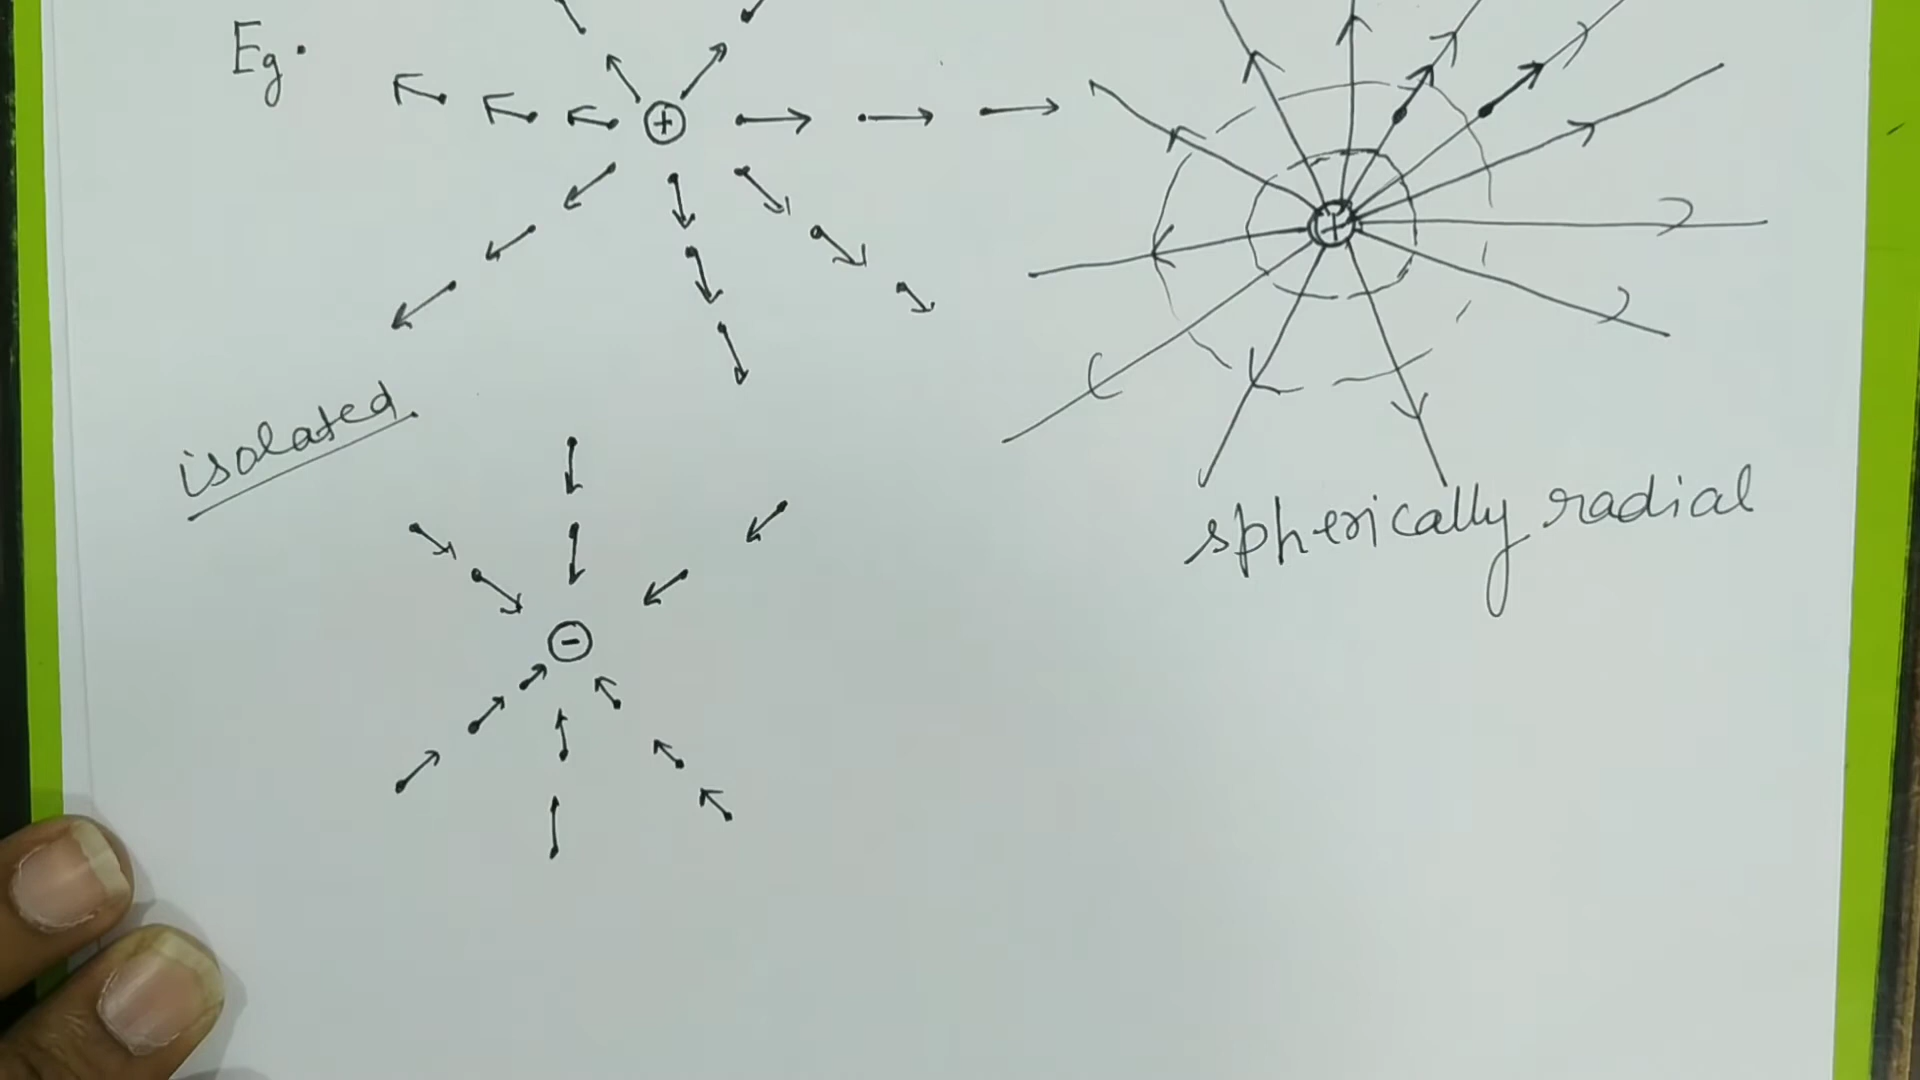 Eg.
+
+
isolated.
spherically radial
-